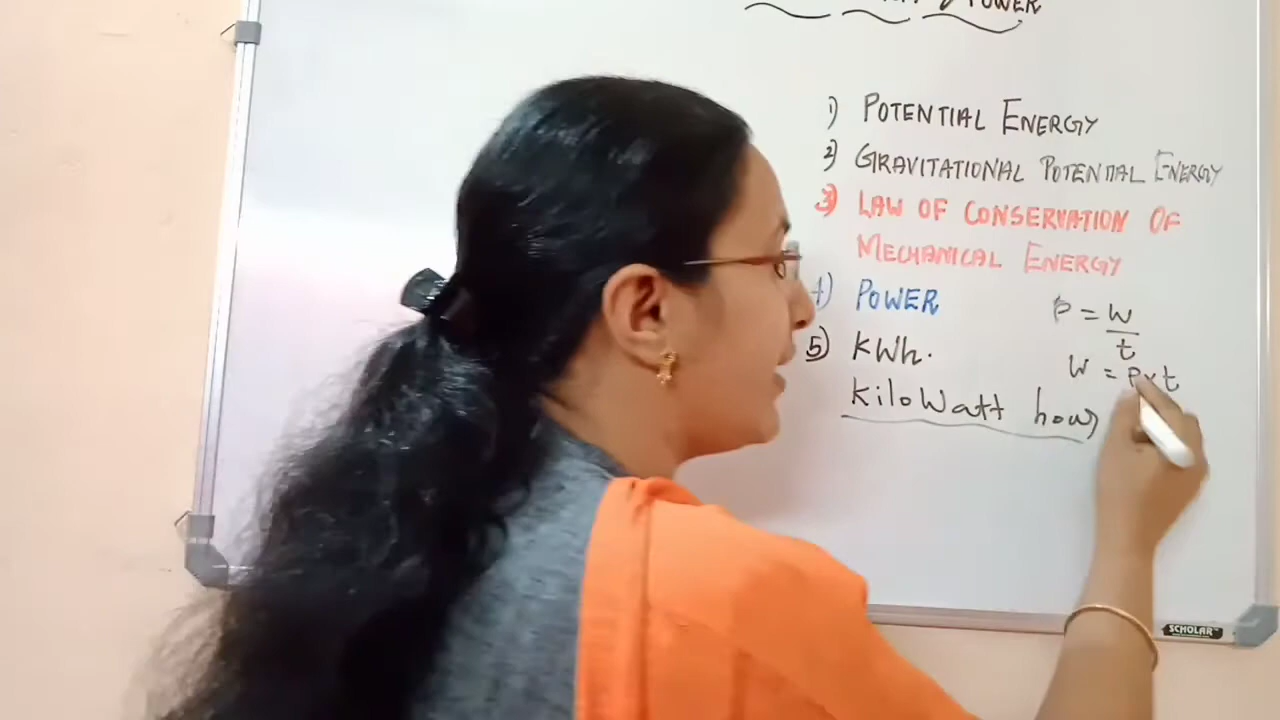 POWER
1) POTENTIAL ENERGY
2) GRAVITATIONAL POTENTIAL ENERGY
3) LAW OF CONSERVATION OF
MECHANICAL ENERGY
4) POWER
P = W
t
5) KWh.
W = Pxt
KiloWatt hour
SCHOLAR